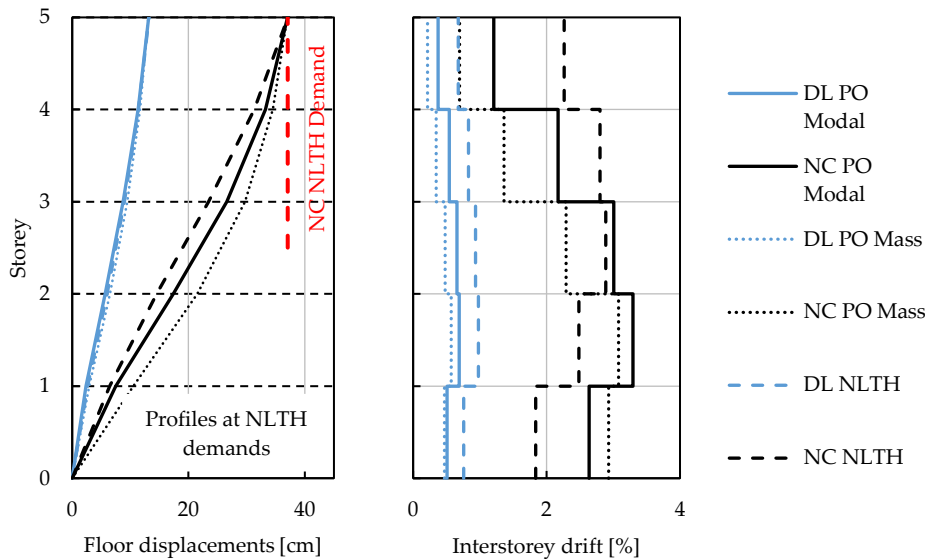 5
4
3
2
1
0
Storey
NC NLTH Demand
Profiles at NLTH
demands
0
20
40
Floor displacements [cm]
0
2
4
Interstorey drift [%]
DL PO
Modal
NC PO
Modal
DL PO Mass
NC PO Mass
DL NLTH
NC NLTH